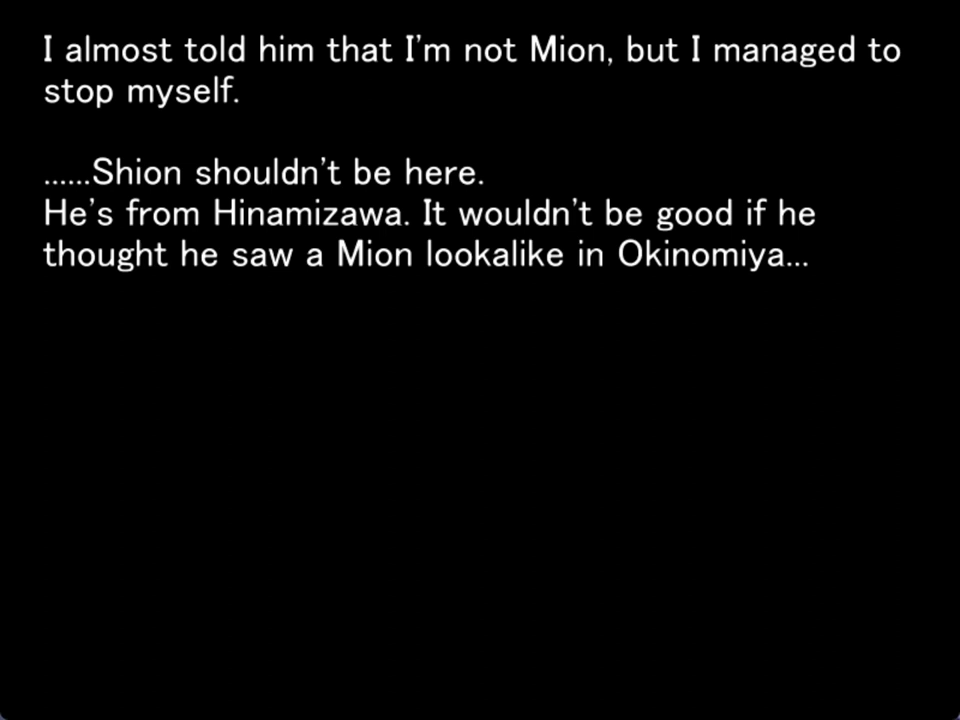 I almost told him that I'm not Mion, but I managed to
stop myself.
......Shion shouldn't be here.
He's from Hinamizawa. It wouldn't be good if he
thought he saw a Mion lookalike in Okinomiya...